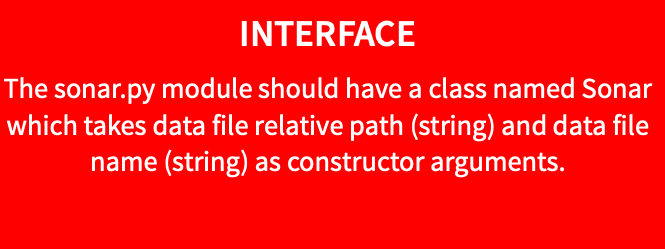 INTERFACE
The sonar.py module should have a class named Sonar
which takes data file relative path (string) and data file
name (string) as constructor arguments.